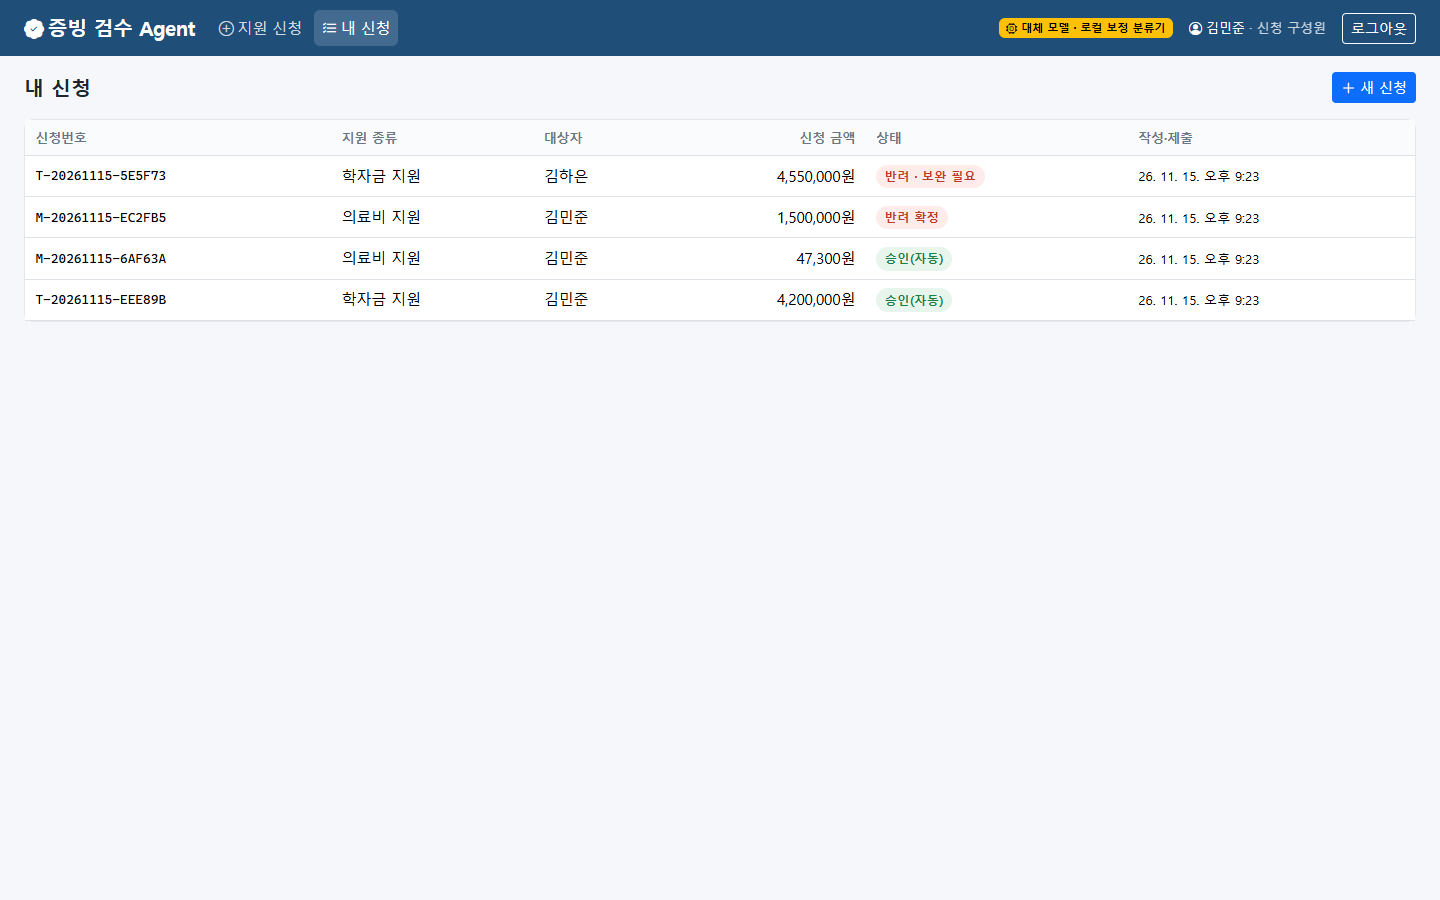 증빙 검수 Agent 지원 신청 내 신청 대체 모델 · 로컬 보정 분류기 김민준 · 신청 구성원 로그아웃
내 신청 + 새 신청
신청번호 지원 종류 대상자 신청 금액 상태 작성·제출
T-20261115-5E5F73 학자금 지원 김하은 4,550,000원 반려 · 보완 필요 26. 11. 15. 오후 9:23
M-20261115-EC2FB5 의료비 지원 김민준 1,500,000원 반려 확정 26. 11. 15. 오후 9:23
M-20261115-6AF63A 의료비 지원 김민준 47,300원 승인(자동) 26. 11. 15. 오후 9:23
T-20261115-EEE89B 학자금 지원 김민준 4,200,000원 승인(자동) 26. 11. 15. 오후 9:23